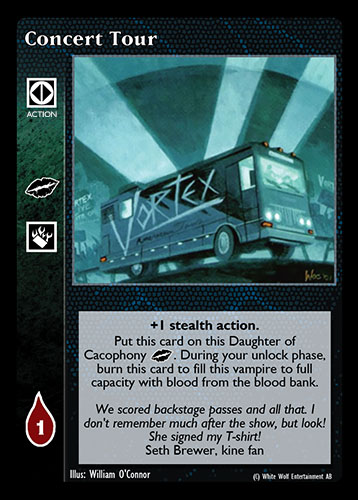 Concert Tour
ACTION
VORTEX
VORTEX
+1 stealth action.
Put this card on this Daughter of
Cacophony . During your unlock phase,
burn this card to fill this vampire to full
capacity with blood from the blood bank.
We scored backstage passes and all that. I
don't remember much after the show, but look!
She signed my T-shirt!
Seth Brewer, kine fan
1
Illus: William O'Connor
(C) White Wolf Entertainment AB